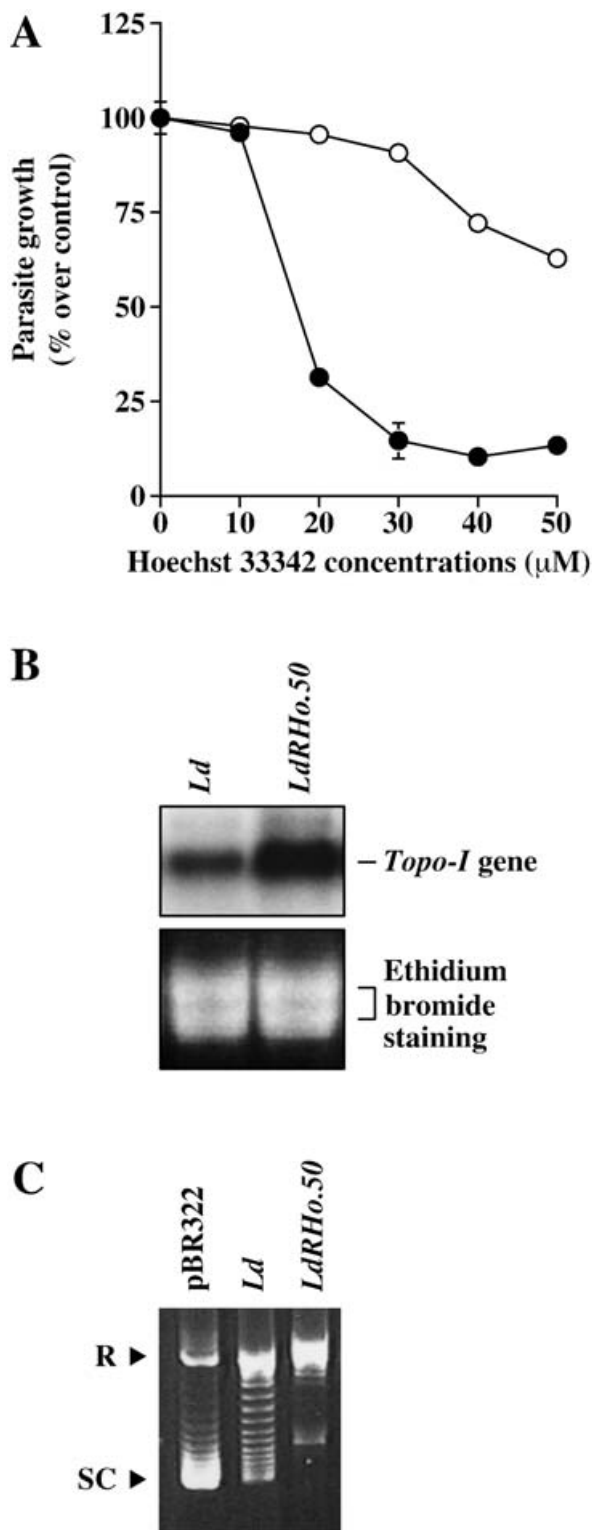 A
125
100
75
50
25
0
Parasite growth
(% over control)
0 10 20 30 40 50
Hoechst 33342 concentrations (μM)
B
Ld
LdRHo.50
Topo-I gene
Ethidium
bromide
staining
C
pBR322
Ld
LdRHo.50
R
SC